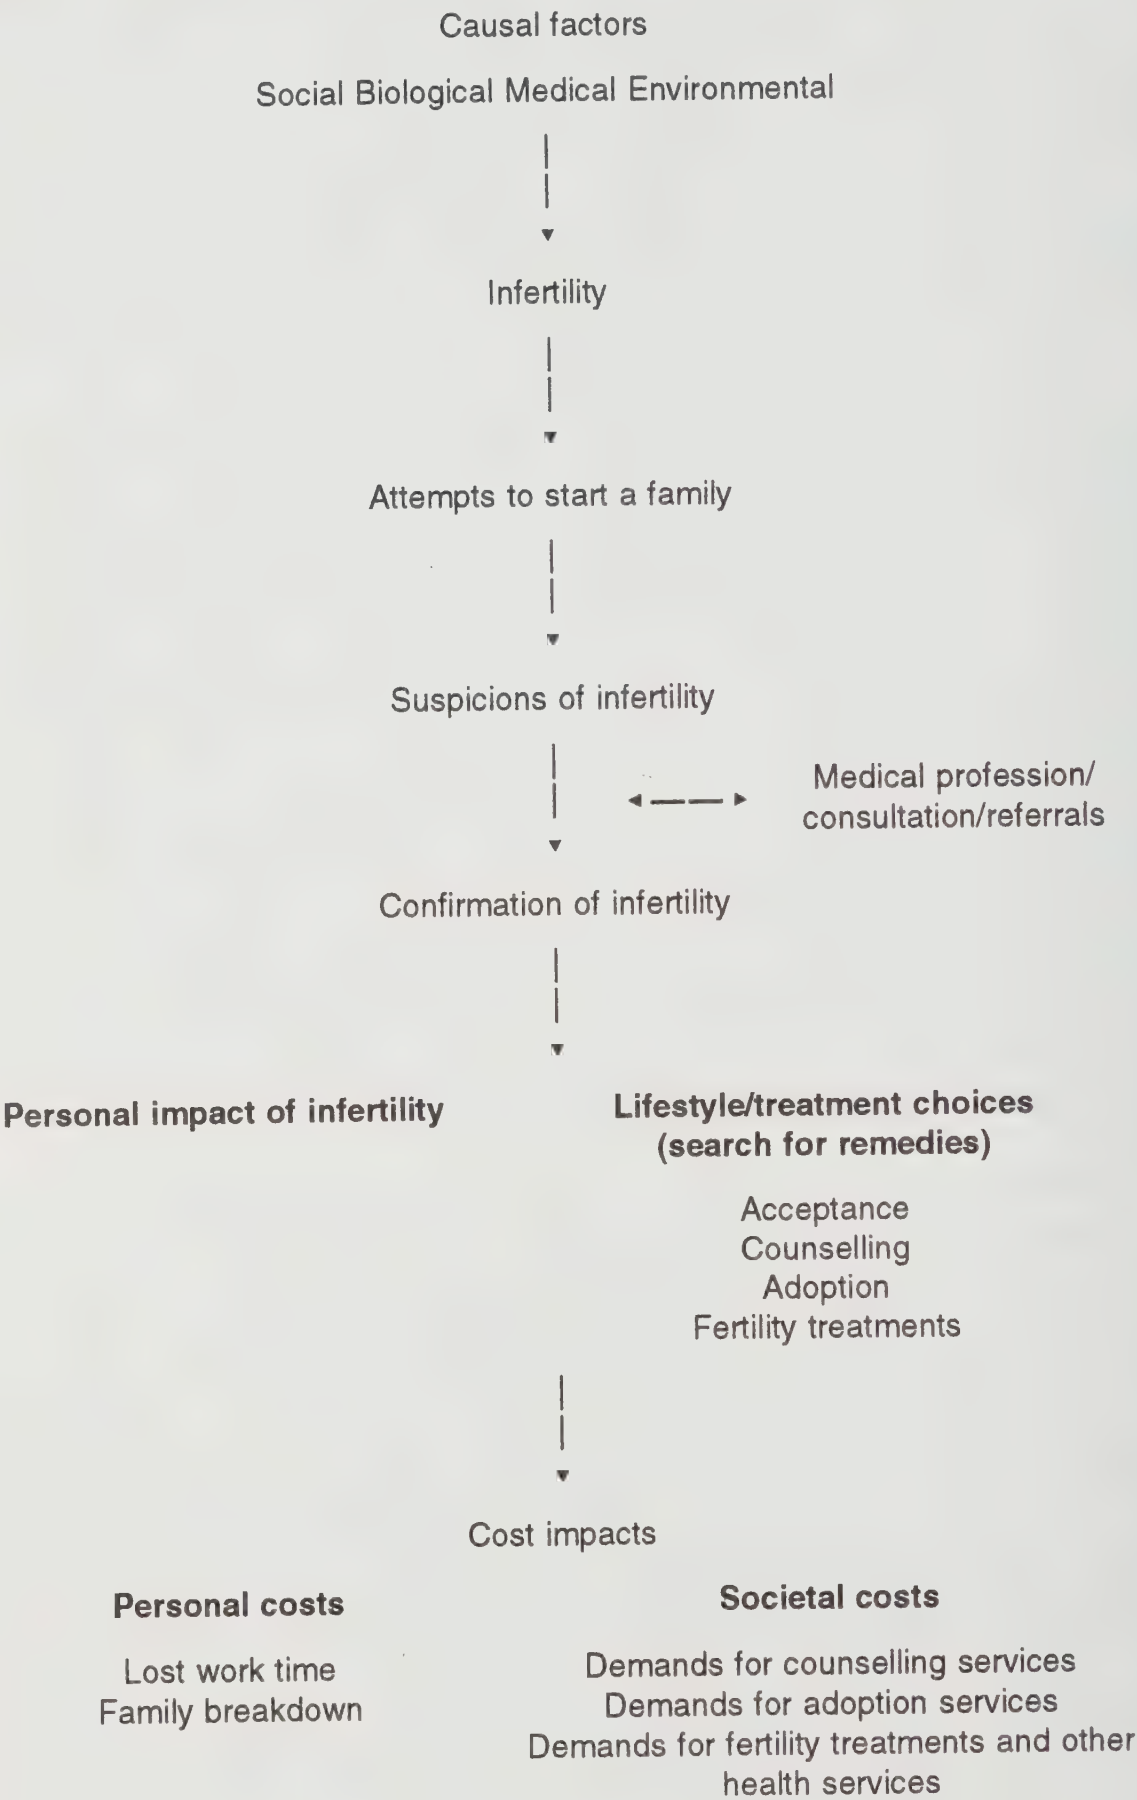 Causal factors
Social Biological Medical Environmental
Infertility
Attempts to start a family
Suspicions of infertility
Medical profession/
consultation/referrals
Confirmation of infertility
Personal impact of infertility
Lifestyle/treatment choices
(search for remedies)
Acceptance
Counselling
Adoption
Fertility treatments
Cost impacts
Personal costs
Lost work time
Family breakdown
Societal costs
Demands for counselling services
Demands for adoption services
Demands for fertility treatments and other
health services